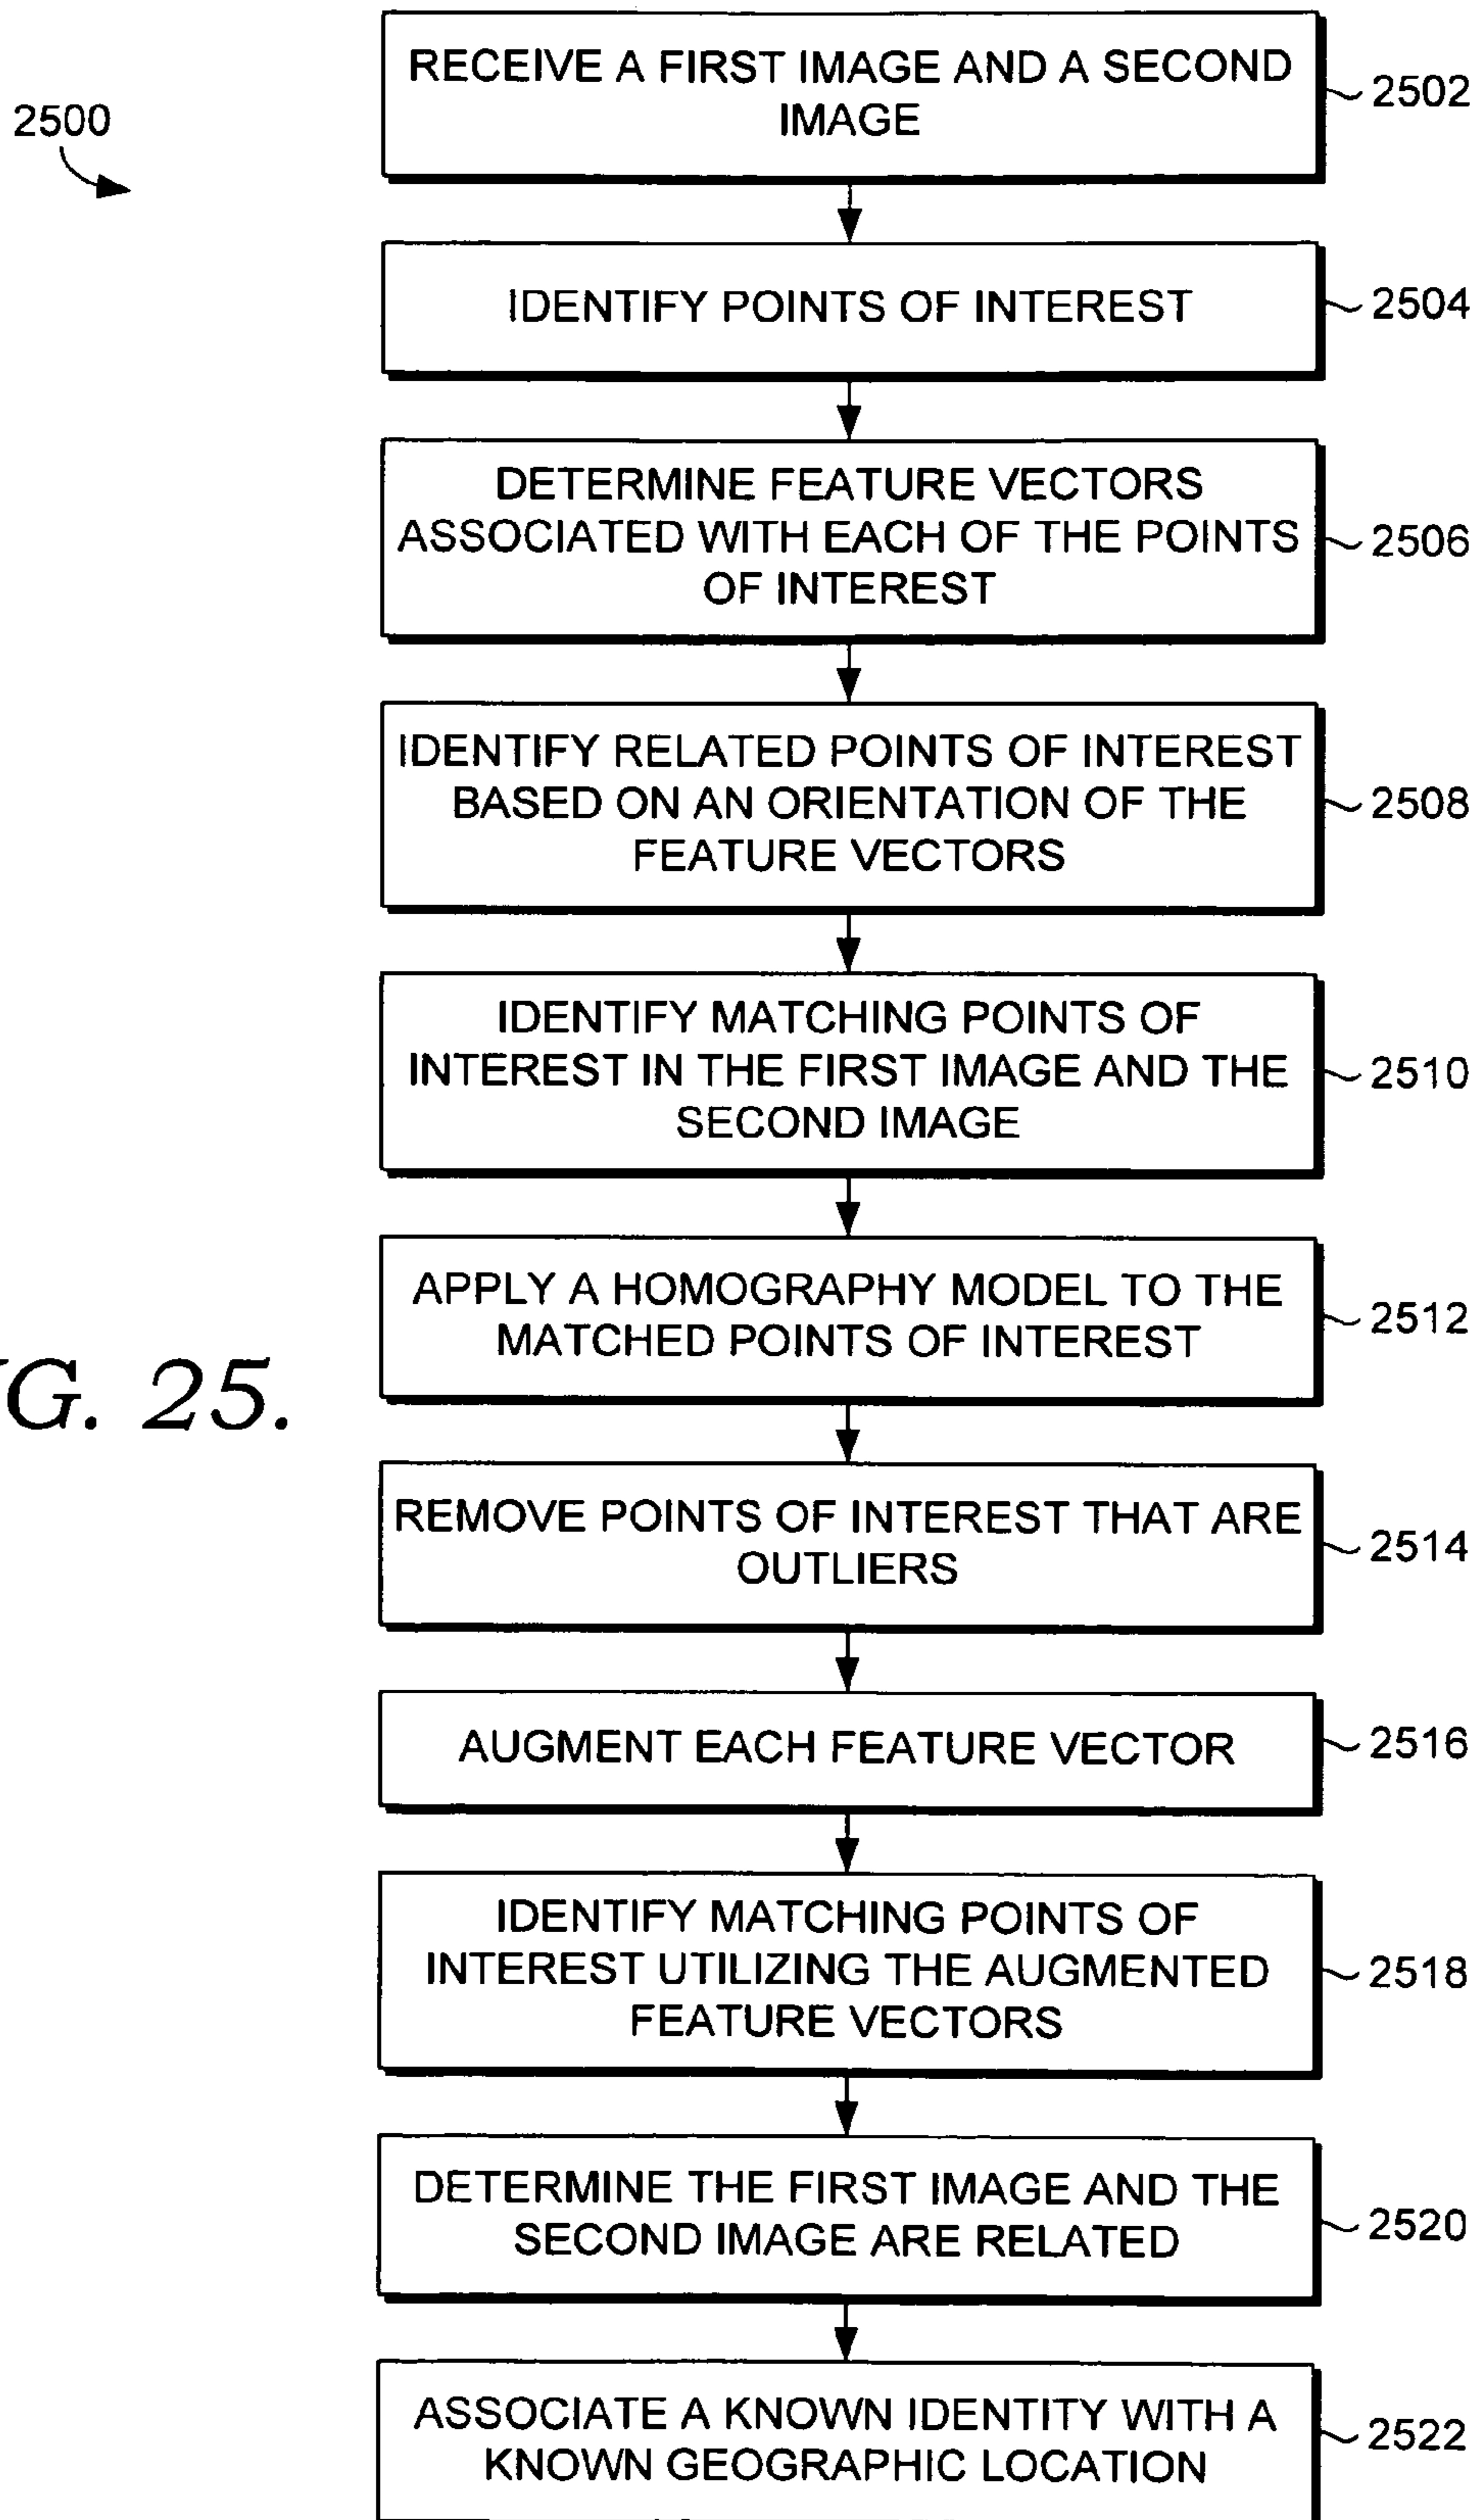 2500
RECEIVE A FIRST IMAGE AND A SECOND
IMAGE
2502
IDENTIFY POINTS OF INTEREST
2504
DETERMINE FEATURE VECTORS
ASSOCIATED WITH EACH OF THE POINTS
OF INTEREST
2506
IDENTIFY RELATED POINTS OF INTEREST
BASED ON AN ORIENTATION OF THE
FEATURE VECTORS
2508
IDENTIFY MATCHING POINTS OF
INTEREST IN THE FIRST IMAGE AND THE
SECOND IMAGE
2510
APPLY A HOMOGRAPHY MODEL TO THE
MATCHED POINTS OF INTEREST
2512
G. 25.
REMOVE POINTS OF INTEREST THAT ARE
OUTLIERS
2514
AUGMENT EACH FEATURE VECTOR
2516
IDENTIFY MATCHING POINTS OF
INTEREST UTILIZING THE AUGMENTED
FEATURE VECTORS
2518
DETERMINE THE FIRST IMAGE AND THE
SECOND IMAGE ARE RELATED
2520
ASSOCIATE A KNOWN IDENTITY WITH A
KNOWN GEOGRAPHIC LOCATION
2522